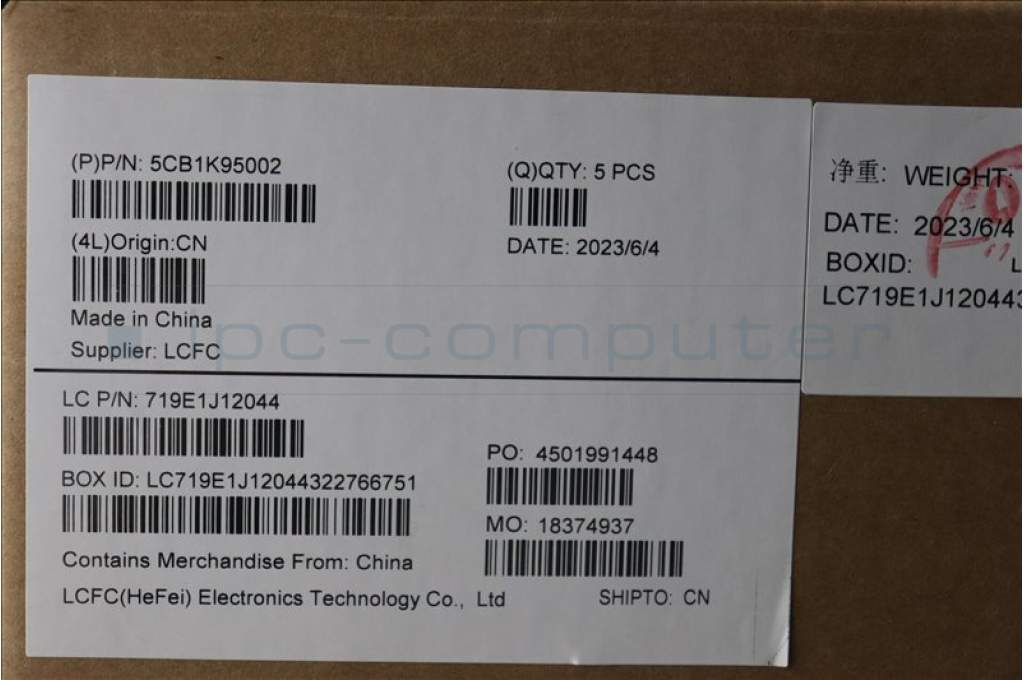 (P)P/N: 5CB1K95002
(Q)QTY: 5 PCS
(4L)Origin:CN
DATE: 2023/6/4
Made in China
Supplier: LCFC
LC P/N: 719E1J12044
PO: 4501991448
BOX ID: LC719E1J12044322766751
MO: 18374937
Contains Merchandise From: China
LCFC(HeFei) Electronics Technology Co., Ltd
SHIPTO: CN
净重: WEIGHT:
DATE: 2023/6/4
BOXID:
LC719E1J120443
pc-computer